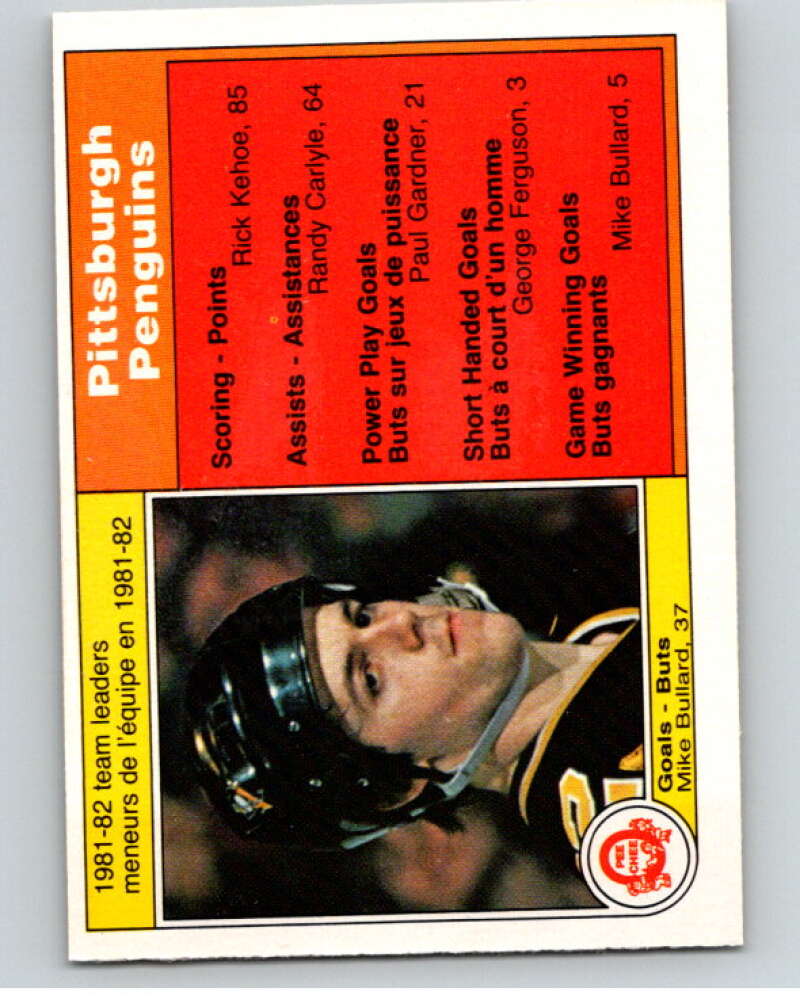 1981-82 team leaders
meneurs de l'équipe en 1981-82
Goals - Buts
Mike Bullard, 37
PEE
CHEE
Pittsburgh
Penguins
Scoring - Points
Rick Kehoe, 85
Assists - Assistances
Randy Carlyle, 64
Power Play Goals
Buts sur jeux de puissance
Paul Gardner, 21
Short Handed Goals
Buts à court d'un homme
George Ferguson, 3
Game Winning Goals
Buts gagnants
Mike Bullard, 5